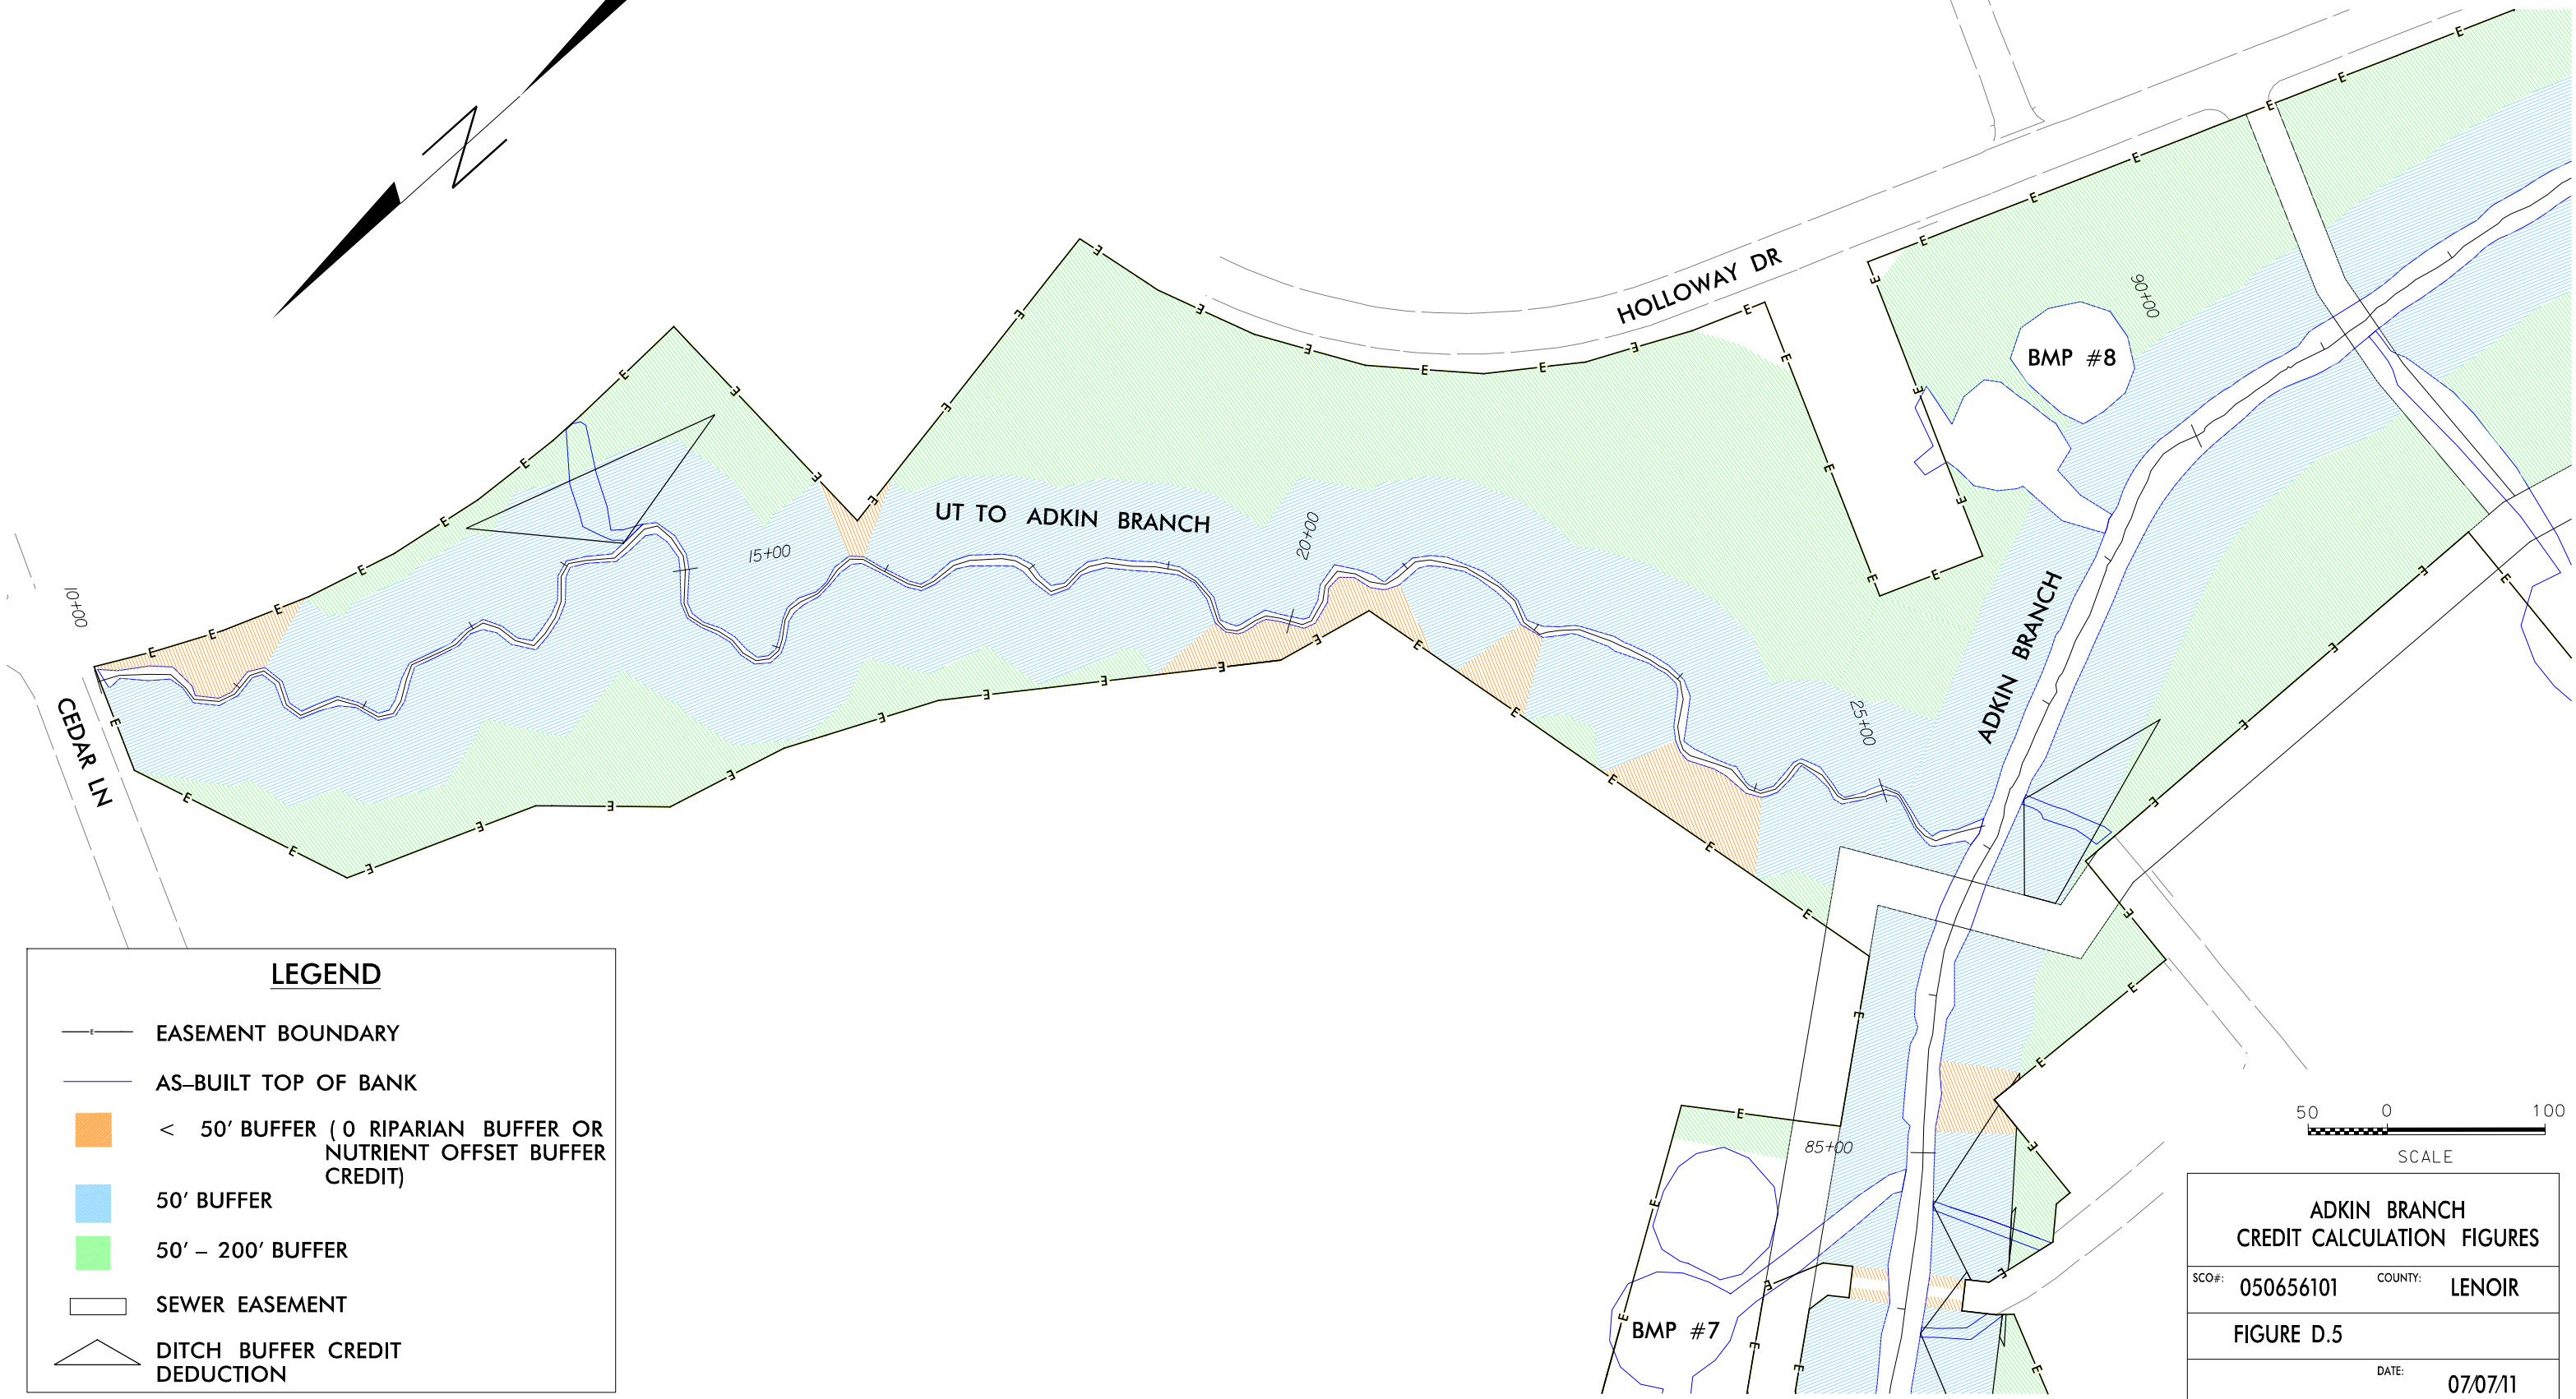 HOLLOWAY DR
90+00
BMP #8
UT TO ADKIN BRANCH
15+00
20+00
10+00
ADKIN BRANCH
25+00
CEDAR LN
LEGEND
E
EASEMENT BOUNDARY
AS-BUILT TOP OF BANK
< 50' BUFFER ( 0 RIPARIAN BUFFER OR
NUTRIENT OFFSET BUFFER
CREDIT)
50' BUFFER
50' – 200' BUFFER
SEWER EASEMENT
DITCH BUFFER CREDIT
DEDUCTION
85+00
BMP #7
50 0 100
SCALE
ADKIN BRANCH
CREDIT CALCULATION FIGURES
SCO#: 050656101 COUNTY: LENOIR
FIGURE D.5
DATE: 07/07/11